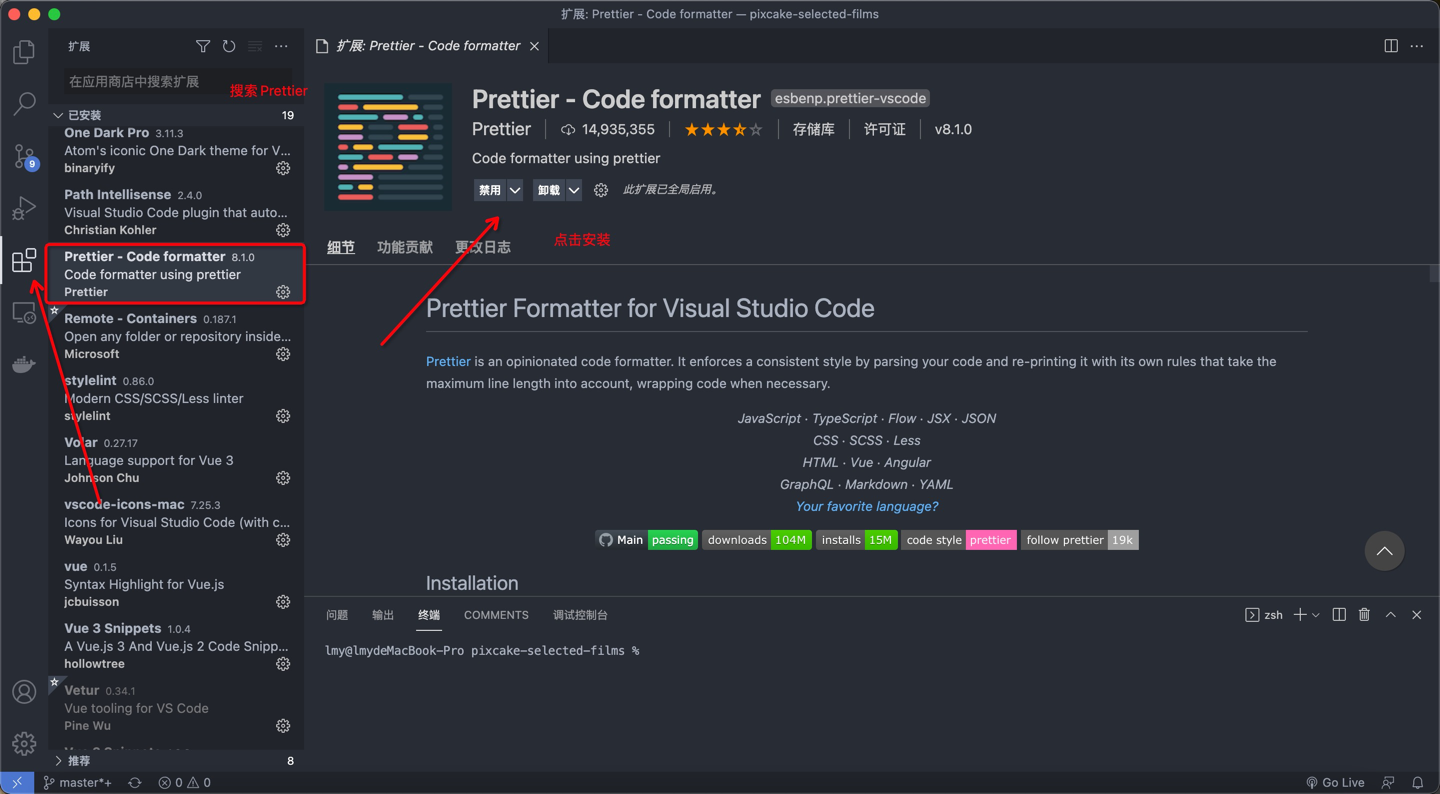 扩展: Prettier - Code formatter — pixcake-selected-films
扩展
在应用商店中搜索扩展
搜索 Prettier
已安装 19
One Dark Pro 3.11.3
Atom's iconic One Dark theme for V...
binaryify
Path Intellisense 2.4.0
Visual Studio Code plugin that auto...
Christian Kohler
Prettier - Code formatter 8.1.0
Code formatter using prettier
Prettier
Remote - Containers 0.187.1
Open any folder or repository inside...
Microsoft
stylelint 0.86.0
Modern CSS/SCSS/Less linter
stylelint
Volar 0.27.17
Language support for Vue 3
Johnson Chu
vscode-icons-mac 7.25.3
Icons for Visual Studio Code (with c...
Wayou Liu
vue 0.1.5
Syntax Highlight for Vue.js
jcbuisson
Vue 3 Snippets 1.0.4
A Vue.js 3 And Vue.js 2 Code Snipp...
hollowtree
Vetur 0.34.1
Vue tooling for VS Code
Pine Wu
推荐 8
9
扩展: Prettier - Code formatter
Prettier - Code formatter esbenp.prettier-vscode
Prettier 14,935,355 存储库 许可证 v8.1.0
Code formatter using prettier
禁用 卸载 此扩展已全局启用。
点击安装
细节 功能贡献 更改日志
Prettier Formatter for Visual Studio Code
Prettier is an opinionated code formatter. It enforces a consistent style by parsing your code and re-printing it with its own rules that take the
maximum line length into account, wrapping code when necessary.
JavaScript · TypeScript · Flow · JSX · JSON
CSS · SCSS · Less
HTML · Vue · Angular
GraphQL · Markdown · YAML
Your favorite language?
Main passing downloads 104M installs 15M code style prettier follow prettier 19k
Installation
问题 输出 终端 COMMENTS 调试控制台 zsh
lmy@lmydeMacBook-Pro pixcake-selected-films %
master*+ 0 0 Go Live